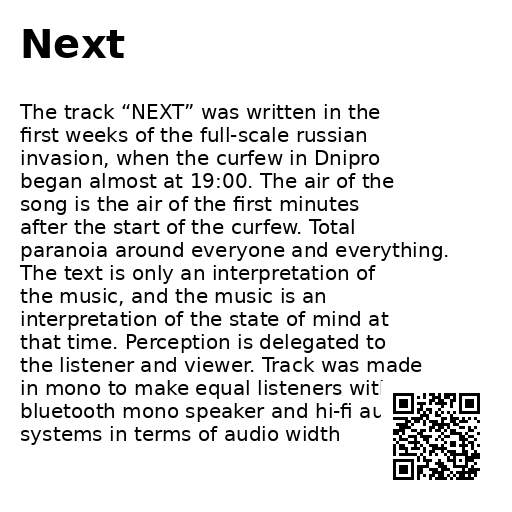 Next
The track “NEXT” was written in the
first weeks of the full-scale russian
invasion, when the curfew in Dnipro
began almost at 19:00. The air of the
song is the air of the first minutes
after the start of the curfew. Total
paranoia around everyone and everything.
The text is only an interpretation of
the music, and the music is an
interpretation of the state of mind at
that time. Perception is delegated to
the listener and viewer. Track was made
in mono to make equal listeners
bluetooth mono speaker and hi-fi
systems in terms of audio width